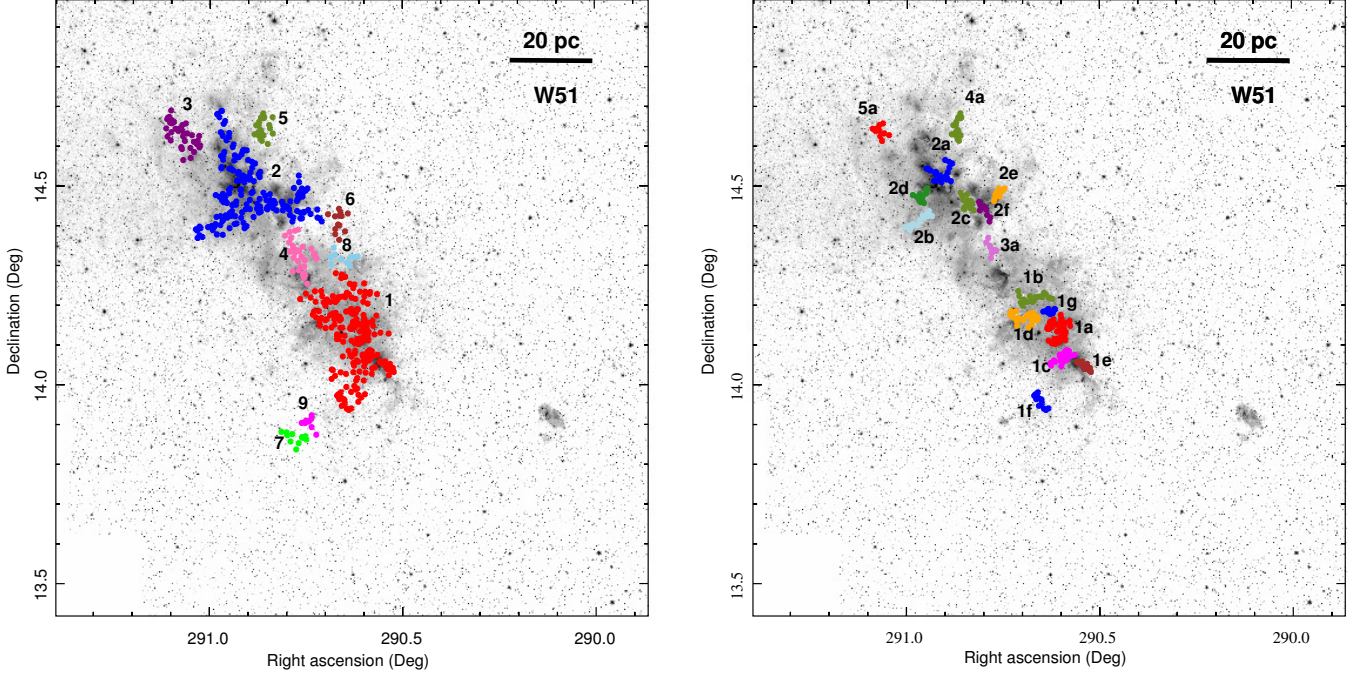 20 pc
W51
3
5
2
6
4
8
1
9
7
14.5
14.0
13.5
Declination (Deg)
291.0 290.5 290.0
Right ascension (Deg)
20 pc
W51
5a
4a
2a
2d
2e
2c
2f
2b
3a
1b
1g
1a
1d
1c
1e
1f
14.5
14.0
13.5
Declination (Deg)
291.0 290.5 290.0
Right ascension (Deg)